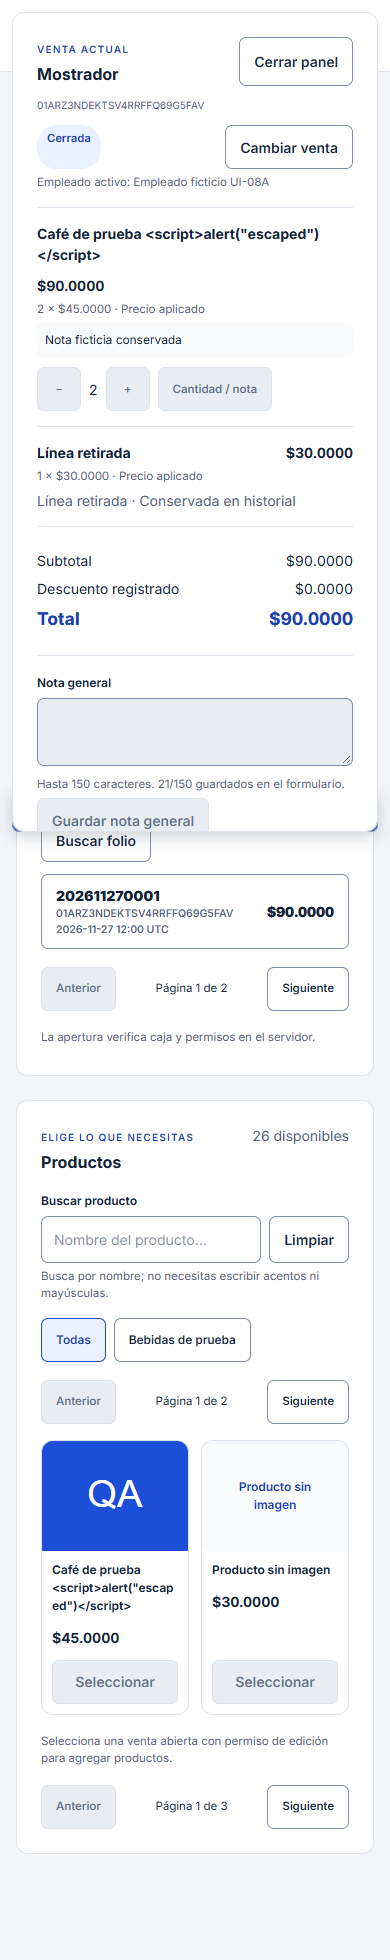 VENTA ACTUAL
Mostrador
Cerrar panel
01ARZ3NDEKTSV4RRFFQ69G5FAV
Cerrada
Cambiar venta
Empleado activo: Empleado ficticio UI-08A
Café de prueba <script>alert("escaped")
</script>
$90.0000
2 × $45.0000 · Precio aplicado
Nota ficticia conservada
− 2 + Cantidad / nota
Línea retirada $30.0000
1 × $30.0000 · Precio aplicado
Línea retirada · Conservada en historial
Subtotal $90.0000
Descuento registrado $0.0000
Total $90.0000
Nota general
Hasta 150 caracteres. 21/150 guardados en el formulario.
Guardar nota general
Buscar folio
202611270001
01ARZ3NDEKTSV4RRFFQ69G5FAV
$90.0000
2026-11-27 12:00 UTC
Anterior Página 1 de 2 Siguiente
La apertura verifica caja y permisos en el servidor.
ELIGE LO QUE NECESITAS
26 disponibles
Productos
Buscar producto
Nombre del producto... Limpiar
Busca por nombre; no necesitas escribir acentos ni
mayúsculas.
Todas Bebidas de prueba
Anterior Página 1 de 2 Siguiente
QA
Café de prueba
<script>alert("escap
ed")</script>
$45.0000
Seleccionar
Producto sin
imagen
Producto sin imagen
$30.0000
Seleccionar
Selecciona una venta abierta con permiso de edición
para agregar productos.
Anterior Página 1 de 3 Siguiente